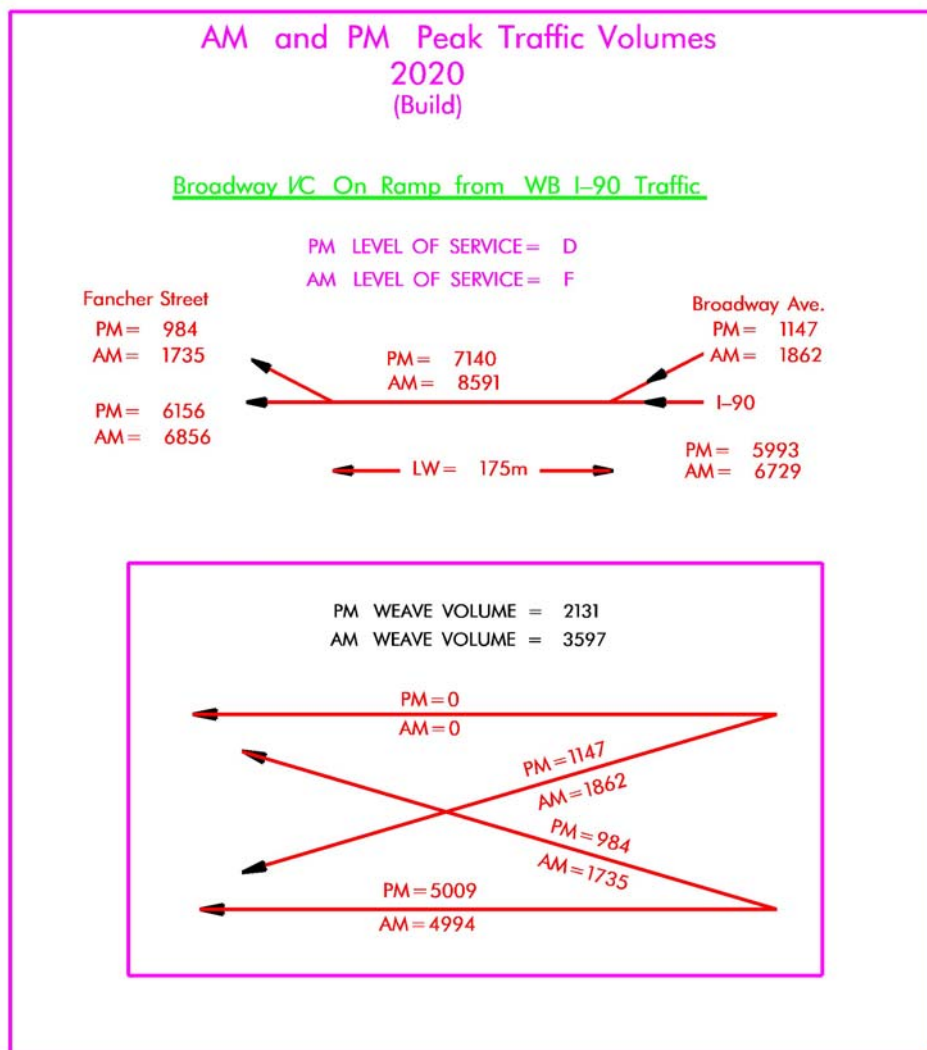 AM and PM Peak Traffic Volumes
2020
(Build)
Broadway I/C On Ramp from WB I-90 Traffic
PM LEVEL OF SERVICE = D
AM LEVEL OF SERVICE = F
Fancher Street
PM = 984
AM = 1735
PM = 6156
AM = 6856
PM = 7140
AM = 8591
Broadway Ave.
PM = 1147
AM = 1862
I-90
PM = 5993
AM = 6729
LW = 175m
PM WEAVE VOLUME = 2131
AM WEAVE VOLUME = 3597
PM=0
AM=0
PM=1147
AM=1862
PM=984
AM=1735
PM=5009
AM=4994